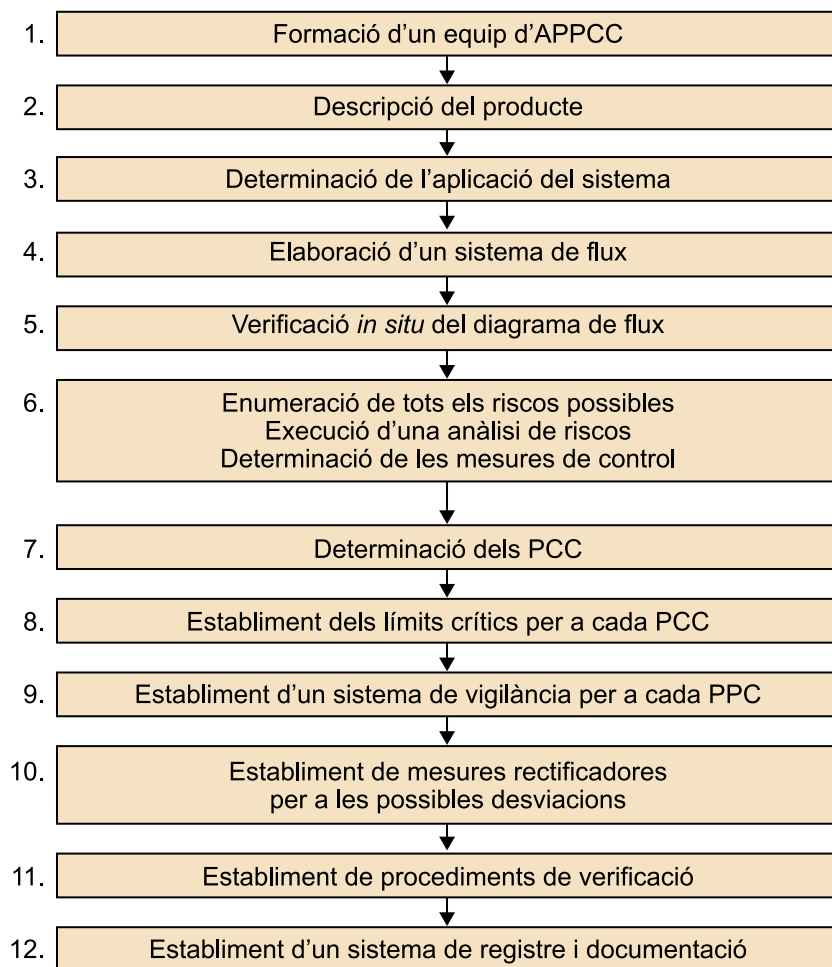 1. Formació d’un equip d’APPCC
2. Descripció del producte
3. Determinació de l’aplicació del sistema
4. Elaboració d’un sistema de flux
5. Verificació in situ del diagrama de flux
6. Enumeració de tots els riscos possibles
Execució d’una anàlisi de riscos
Determinació de les mesures de control
7. Determinació dels PCC
8. Establiment dels límits crítics per a cada PCC
9. Establiment d’un sistema de vigilància per a cada PPC
10. Establiment de mesures rectificadores
per a les possibles desviacions
11. Establiment de procediments de verificació
12. Establiment d’un sistema de registre i documentació